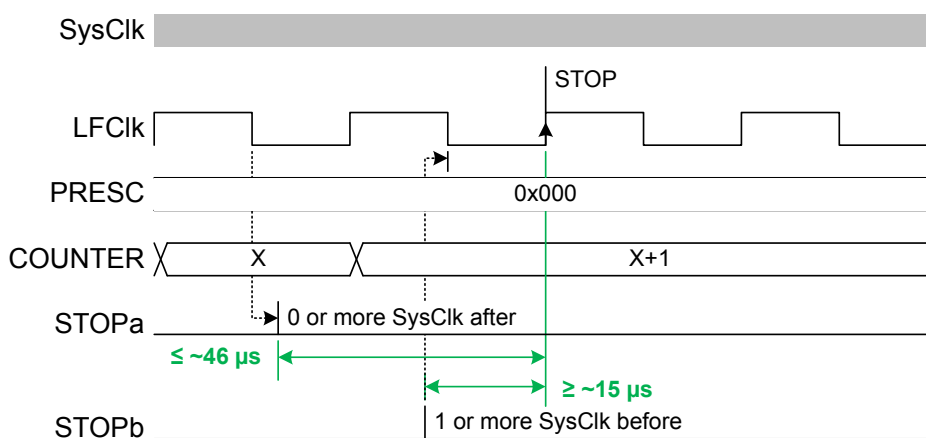 SysClk
STOP
LFClk
PRESC
0x000
COUNTER
X
X+1
STOPa
0 or more SysClk after
≤ ~46 µs
≥ ~15 µs
STOPb
1 or more SysClk before